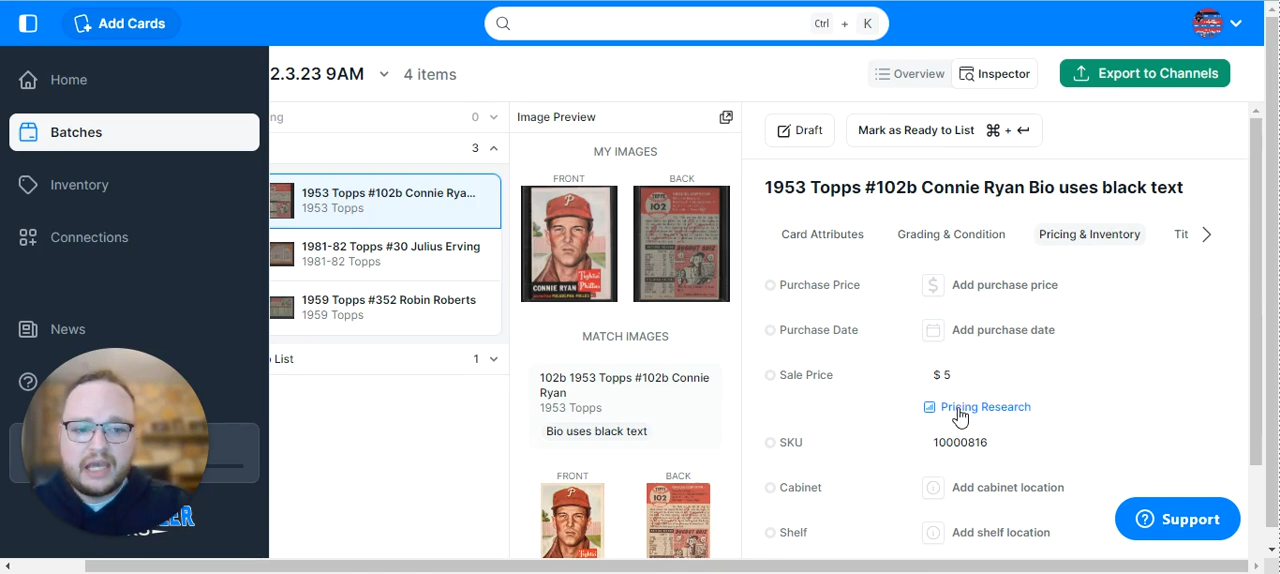 Add Cards
Ctrl + K
Home
Batches
Inventory
Connections
News
2.3.23 9AM
4 items
Overview
Inspector
Export to Channels
ng
0
3
1953 Topps #102b Connie Rya...
1953 Topps
1981-82 Topps #30 Julius Erving
1981-82 Topps
1959 Topps #352 Robin Roberts
1959 Topps
List
1
Image Preview
MY IMAGES
FRONT
BACK
CONNIE RYAN
102
MATCH IMAGES
102b 1953 Topps #102b Connie
Ryan
1953 Topps
Bio uses black text
FRONT
BACK
102
Draft
Mark as Ready to List ⌘ + ↵
1953 Topps #102b Connie Ryan Bio uses black text
Card Attributes
Grading & Condition
Pricing & Inventory
Tit
Purchase Price
Add purchase price
Purchase Date
Add purchase date
Sale Price
$ 5
Pricing Research
SKU
10000816
Cabinet
Add cabinet location
Shelf
Add shelf location
Support